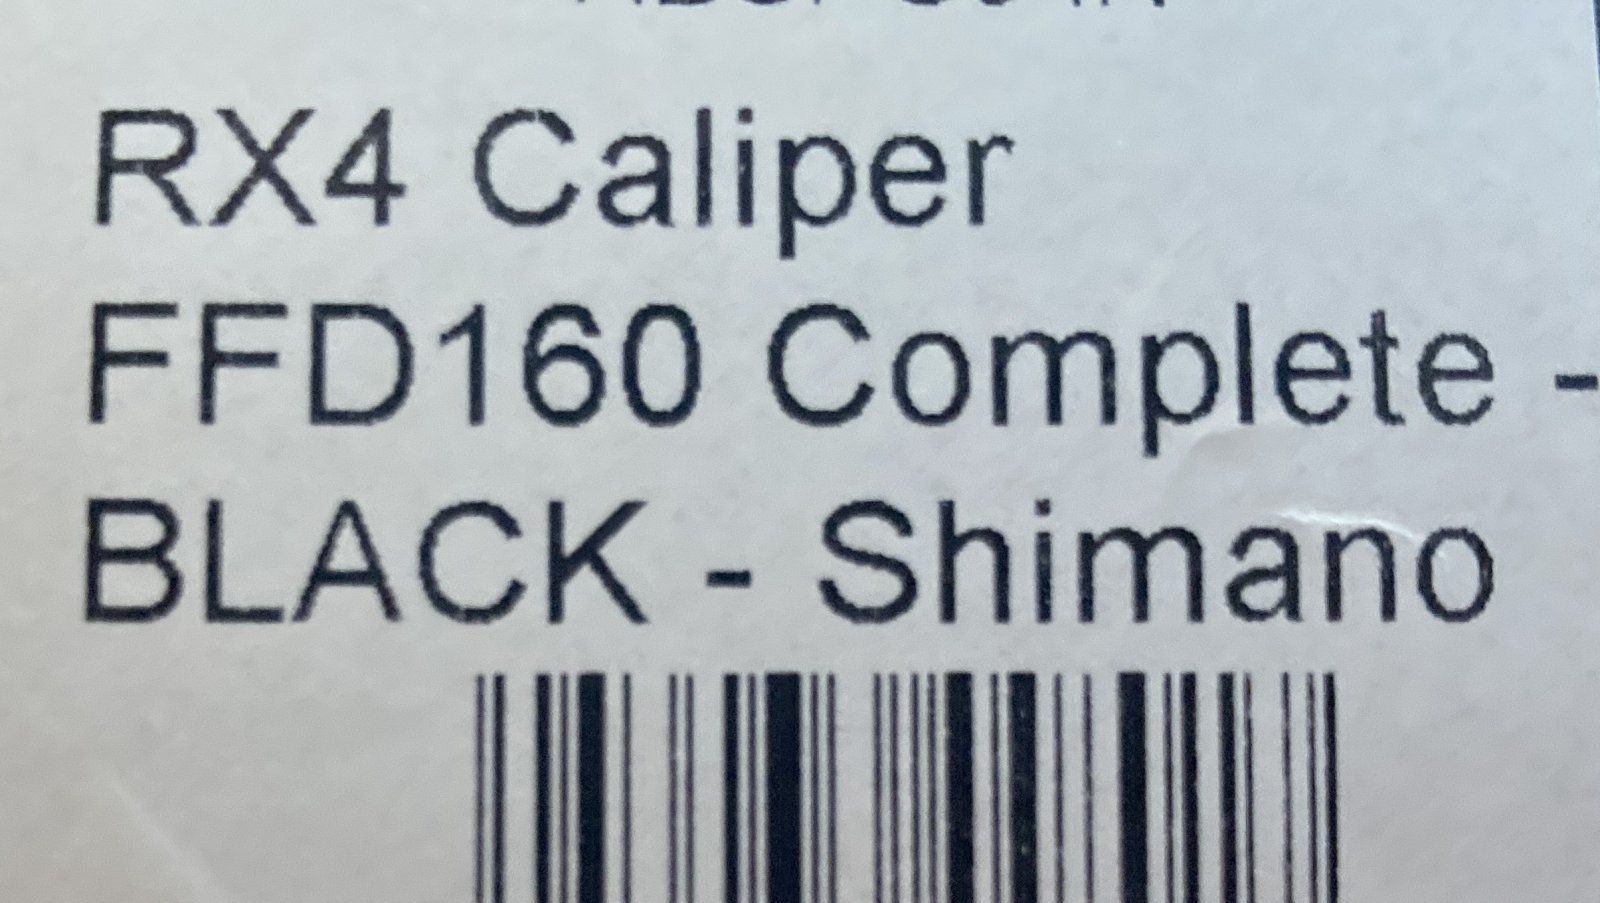 RX4 Caliper
FFD160 Complete -
BLACK - Shimano